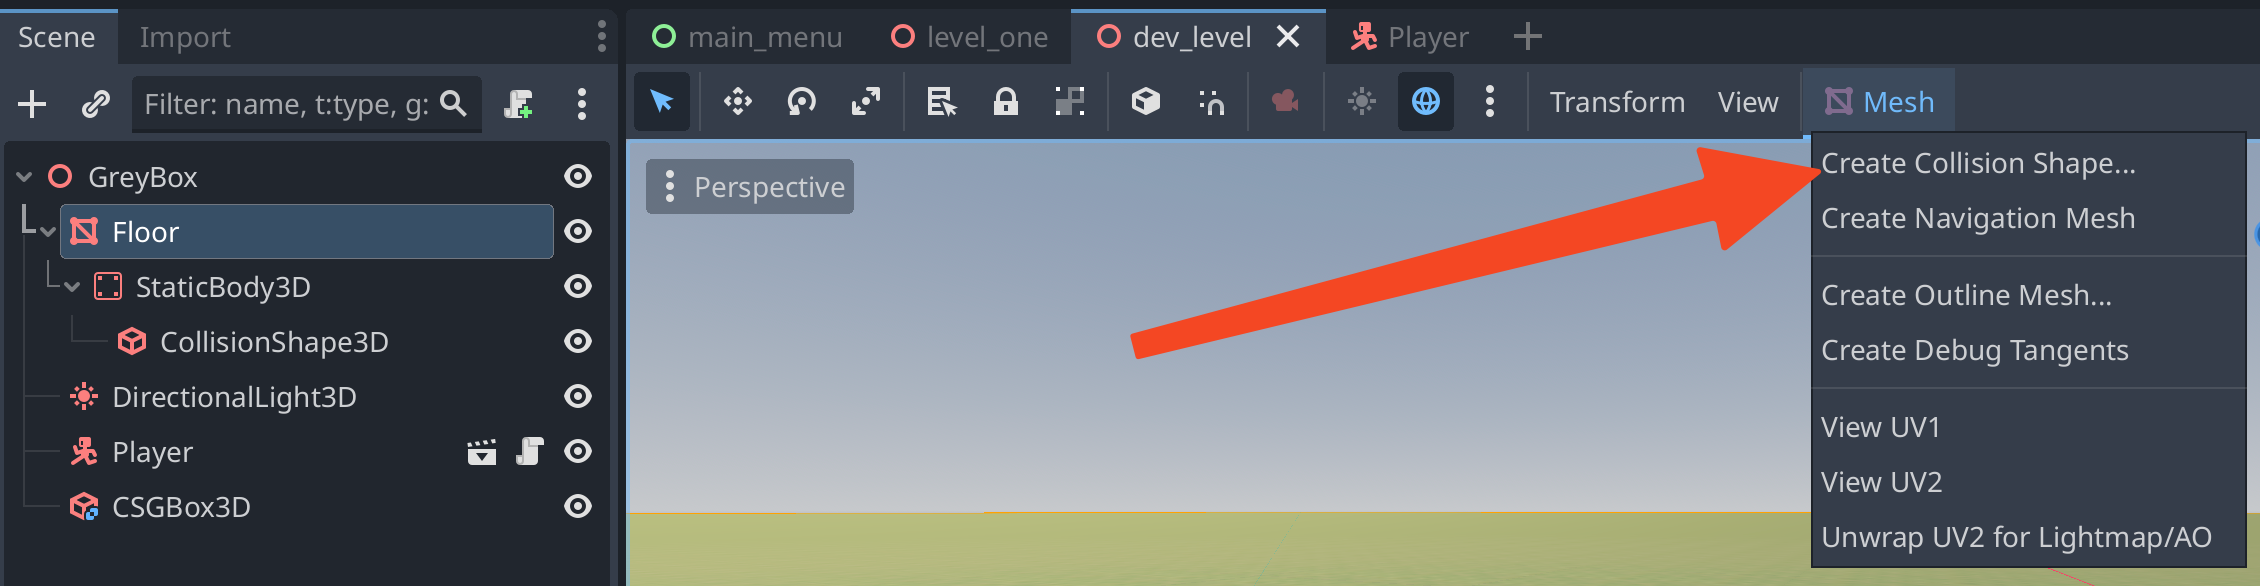 Scene
Import
main_menu
level_one
dev_level
Player
Filter: name, t:type, g:
Transform
View
Mesh
GreyBox
Floor
StaticBody3D
CollisionShape3D
DirectionalLight3D
Player
CSGBox3D
Perspective
Create Collision Shape...
Create Navigation Mesh
Create Outline Mesh...
Create Debug Tangents
View UV1
View UV2
Unwrap UV2 for Lightmap/AO